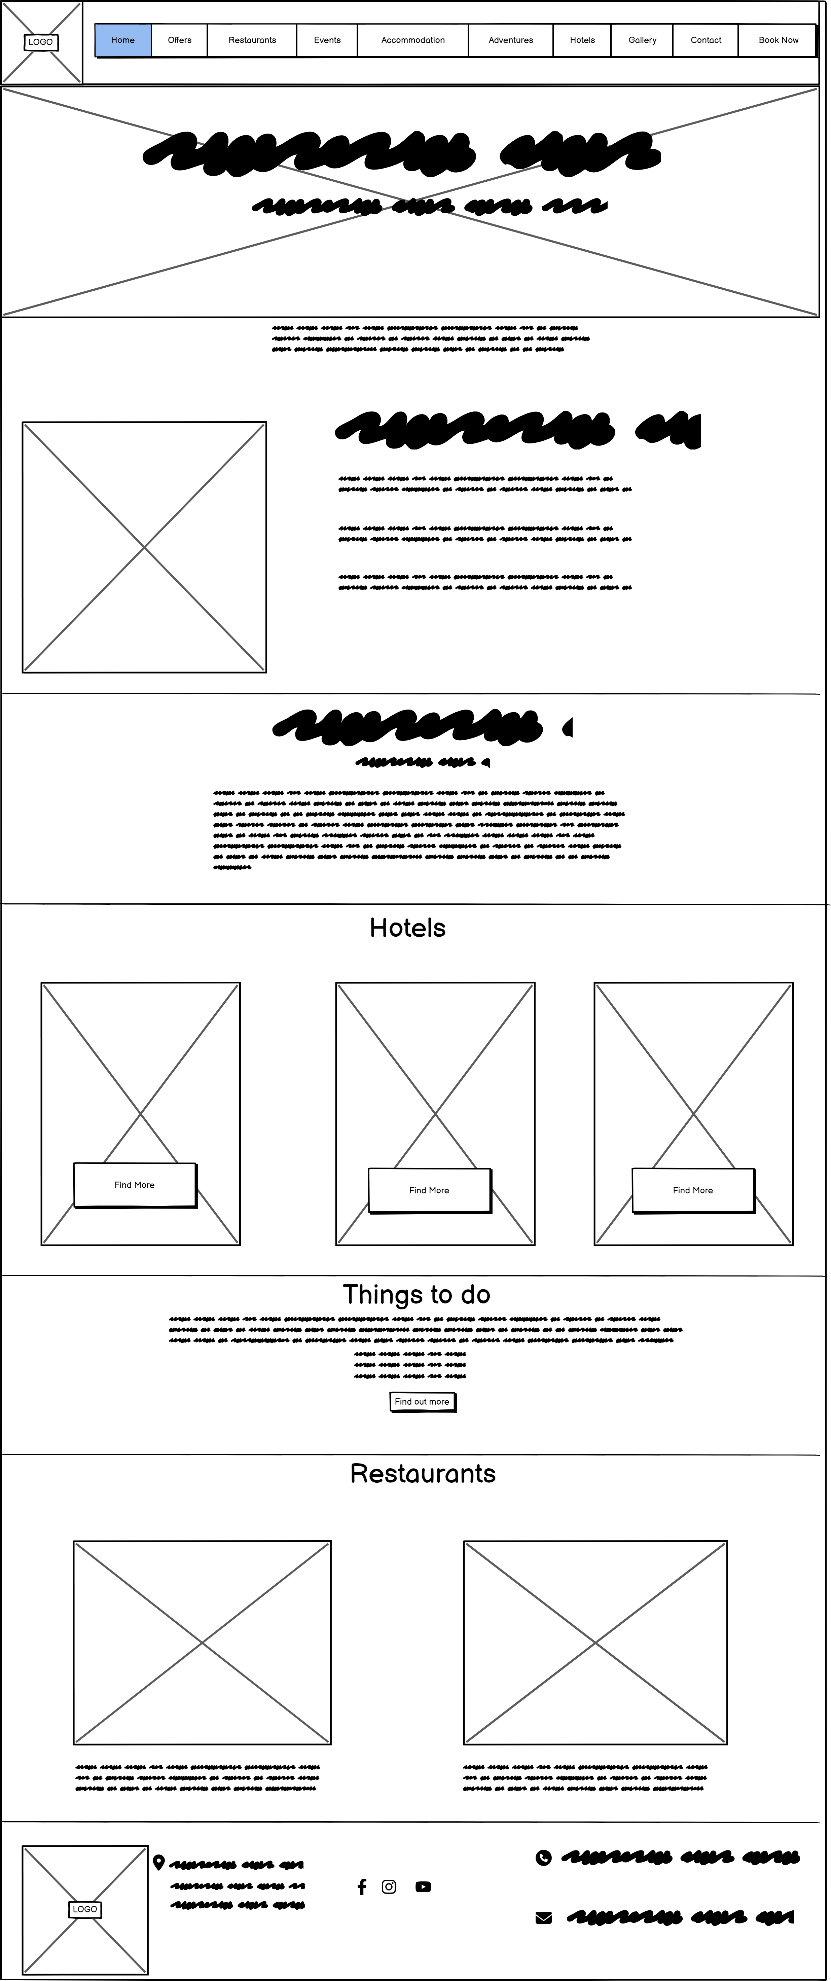 LOGO
Home Offers Restaurants Events Accommodation Adventures Hotels Gallery Contact Book Now
Hotels
Find More
Find More
Find More
Things to do
Find out more
Restaurants
LOGO